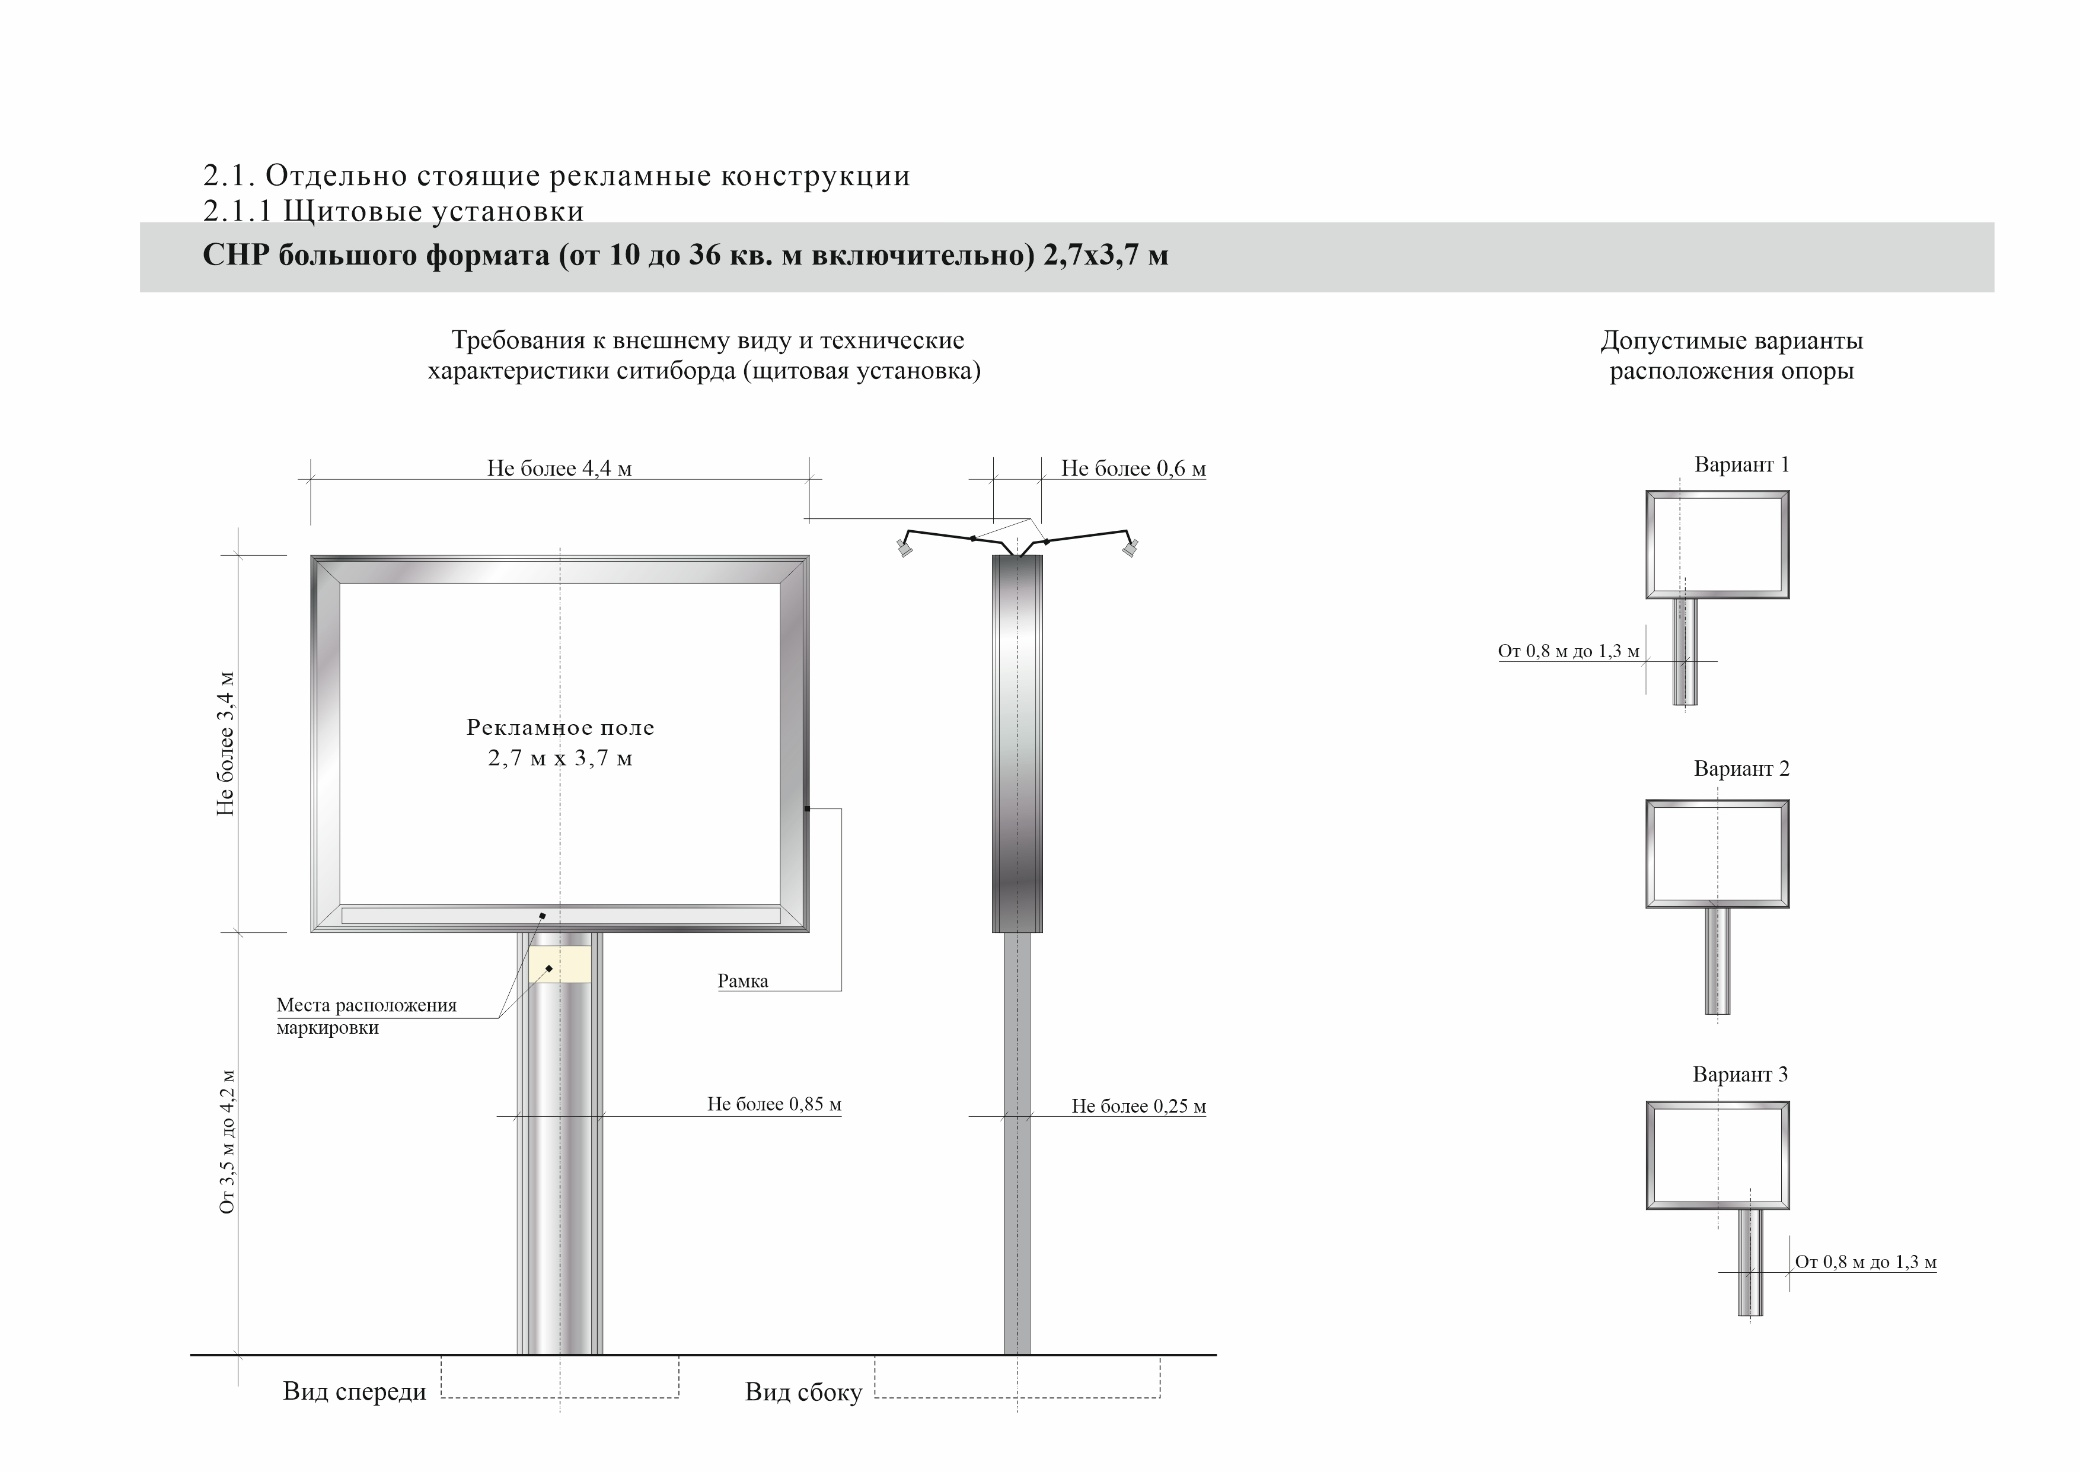 2.1. Отдельно стоящие рекламные конструкции
2.1.1 Щитовые установки
СНР большого формата (от 10 до 36 кв. м включительно) 2,7х3,7 м
Требования к внешнему виду и технические
характеристики ситиборда (щитовая установка)
Допустимые варианты
расположения опоры
Не более 4,4 м
Не более 0,6 м
Вариант 1
От 0,8 м до 1,3 м
Не более 3,4 м
Рекламное поле
2,7 м х 3,7 м
Вариант 2
Рамка
Места расположения
маркировки
От 3,5 м до 4,2 м
Не более 0,85 м
Не более 0,25 м
Вариант 3
От 0,8 м до 1,3 м
Вид спереди
Вид сбоку